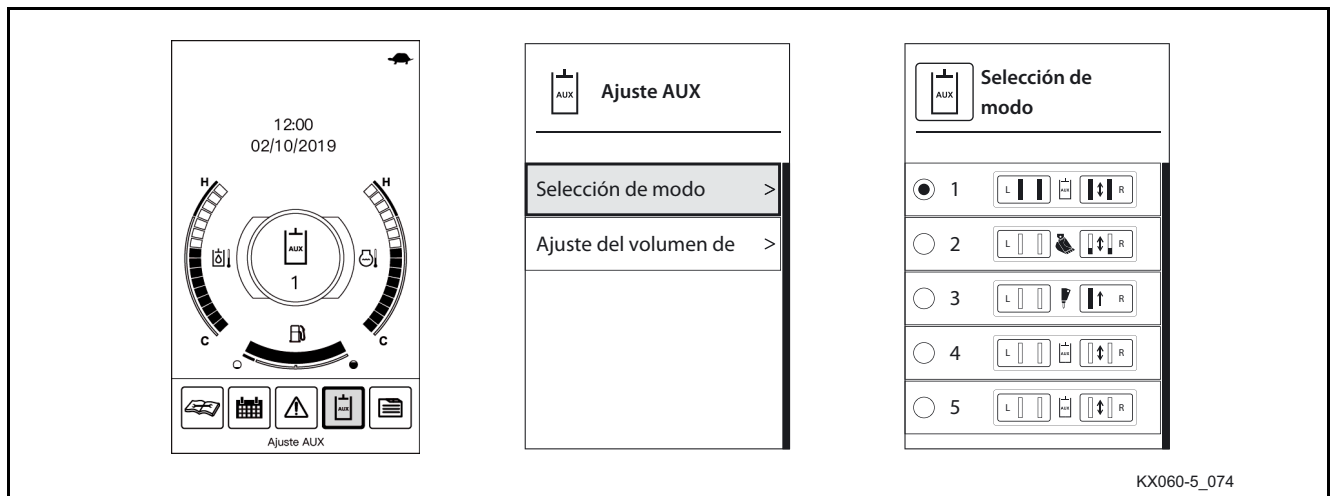 12:00
02/10/2019
H
H
AUX
1
C
C
AUX
Ajuste AUX
AUX
Ajuste AUX
Selección de modo >
Ajuste del volumen de >
AUX
Selección de
modo
1 L AUX R
2 L R
3 L R
4 L AUX R
5 L AUX R
KX060-5_074